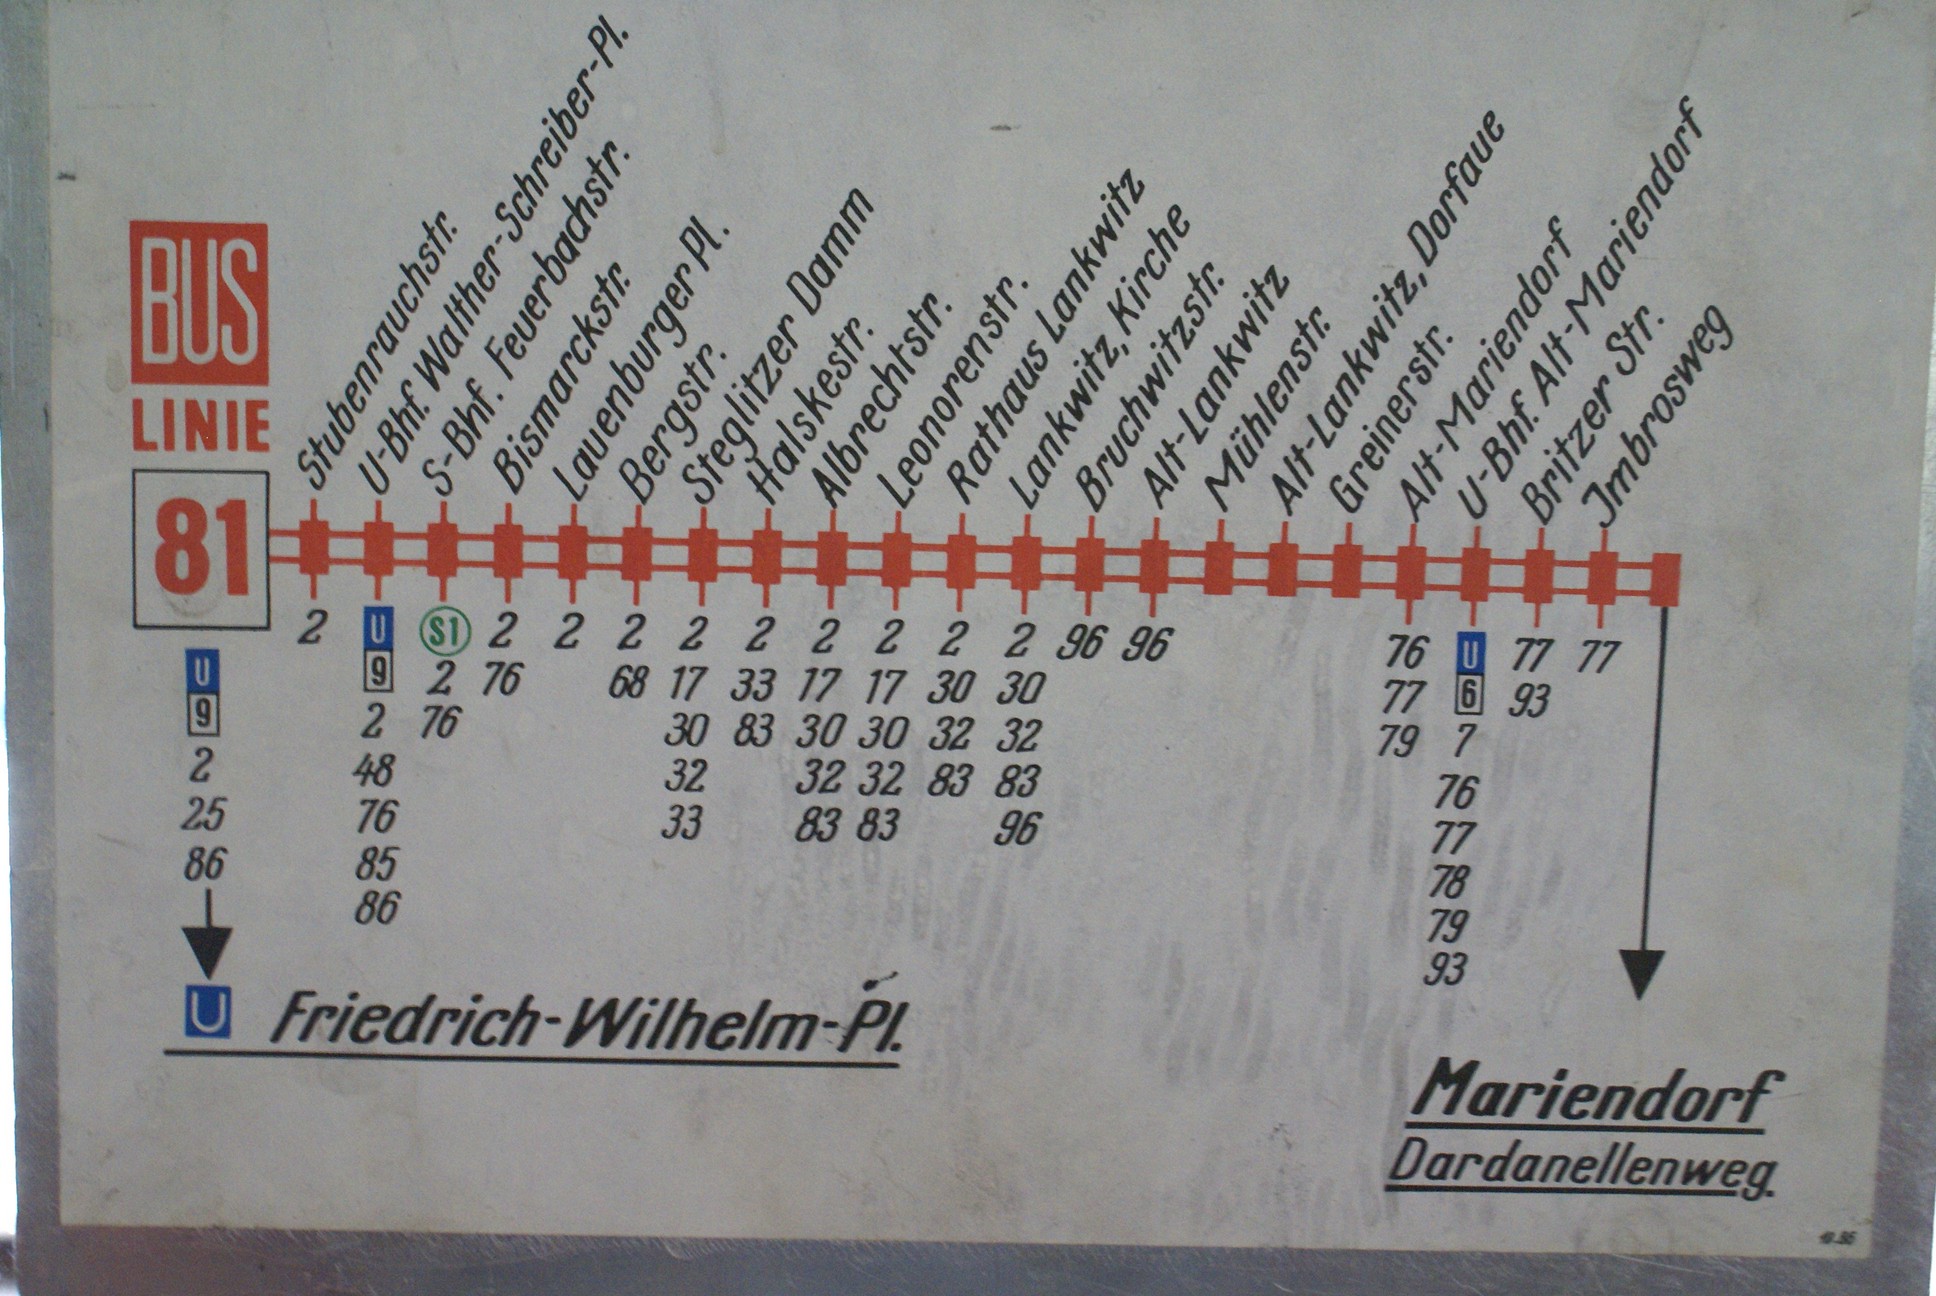 BUS
LINIE
81
Stubenrauchstr.
U-Bhf. Walther-Schreiber-Pl.
S-Bhf. Feuerbachstr.
Bismarckstr.
Lauenburger Pl.
Bergstr.
Steglitzer Damm
Halskestr.
Albrechtstr.
Leonorenstr.
Rathaus Lankwitz
Lankwitz, Kirche
Bruchwitzstr.
Alt-Lankwitz
Mühlenstr.
Alt-Lankwitz, Dorfaue
Greinerstr.
Alt-Mariendorf
U-Bhf. Alt-Mariendorf
Britzer Str.
Imbrosweg
U
9
2
25
86
2
U
9
2
48
76
85
86
S1
2
76
2
76
2
2
68
2
17
30
32
33
2
33
83
2
17
30
32
83
2
17
30
32
83
2
30
32
83
2
30
32
83
96
96
96
76
77
79
U
6
7
76
77
78
79
93
77
93
77
U Friedrich-Wilhelm-Pl.
Mariendorf
Dardanellenweg.